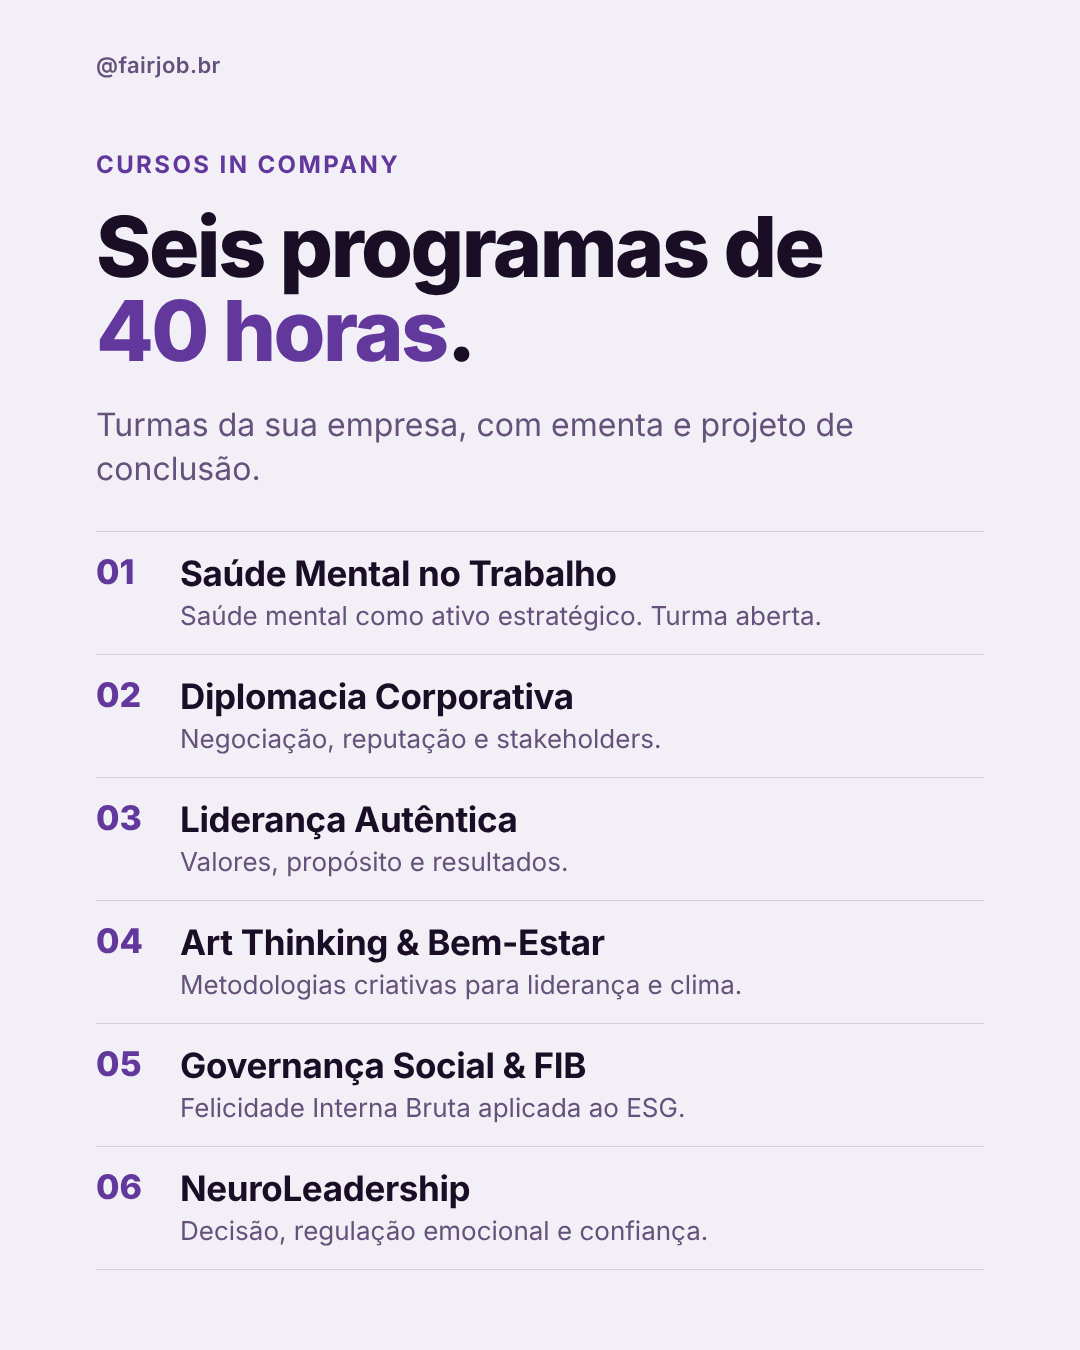 @fairjob.br
CURSOS IN COMPANY
Seis programas de
40 horas.
Turmas da sua empresa, com ementa e projeto de
conclusão.
01 Saúde Mental no Trabalho
Saúde mental como ativo estratégico. Turma aberta.
02 Diplomacia Corporativa
Negociação, reputação e stakeholders.
03 Liderança Autêntica
Valores, propósito e resultados.
04 Art Thinking & Bem-Estar
Metodologias criativas para liderança e clima.
05 Governança Social & FIB
Felicidade Interna Bruta aplicada ao ESG.
06 NeuroLeadership
Decisão, regulação emocional e confiança.